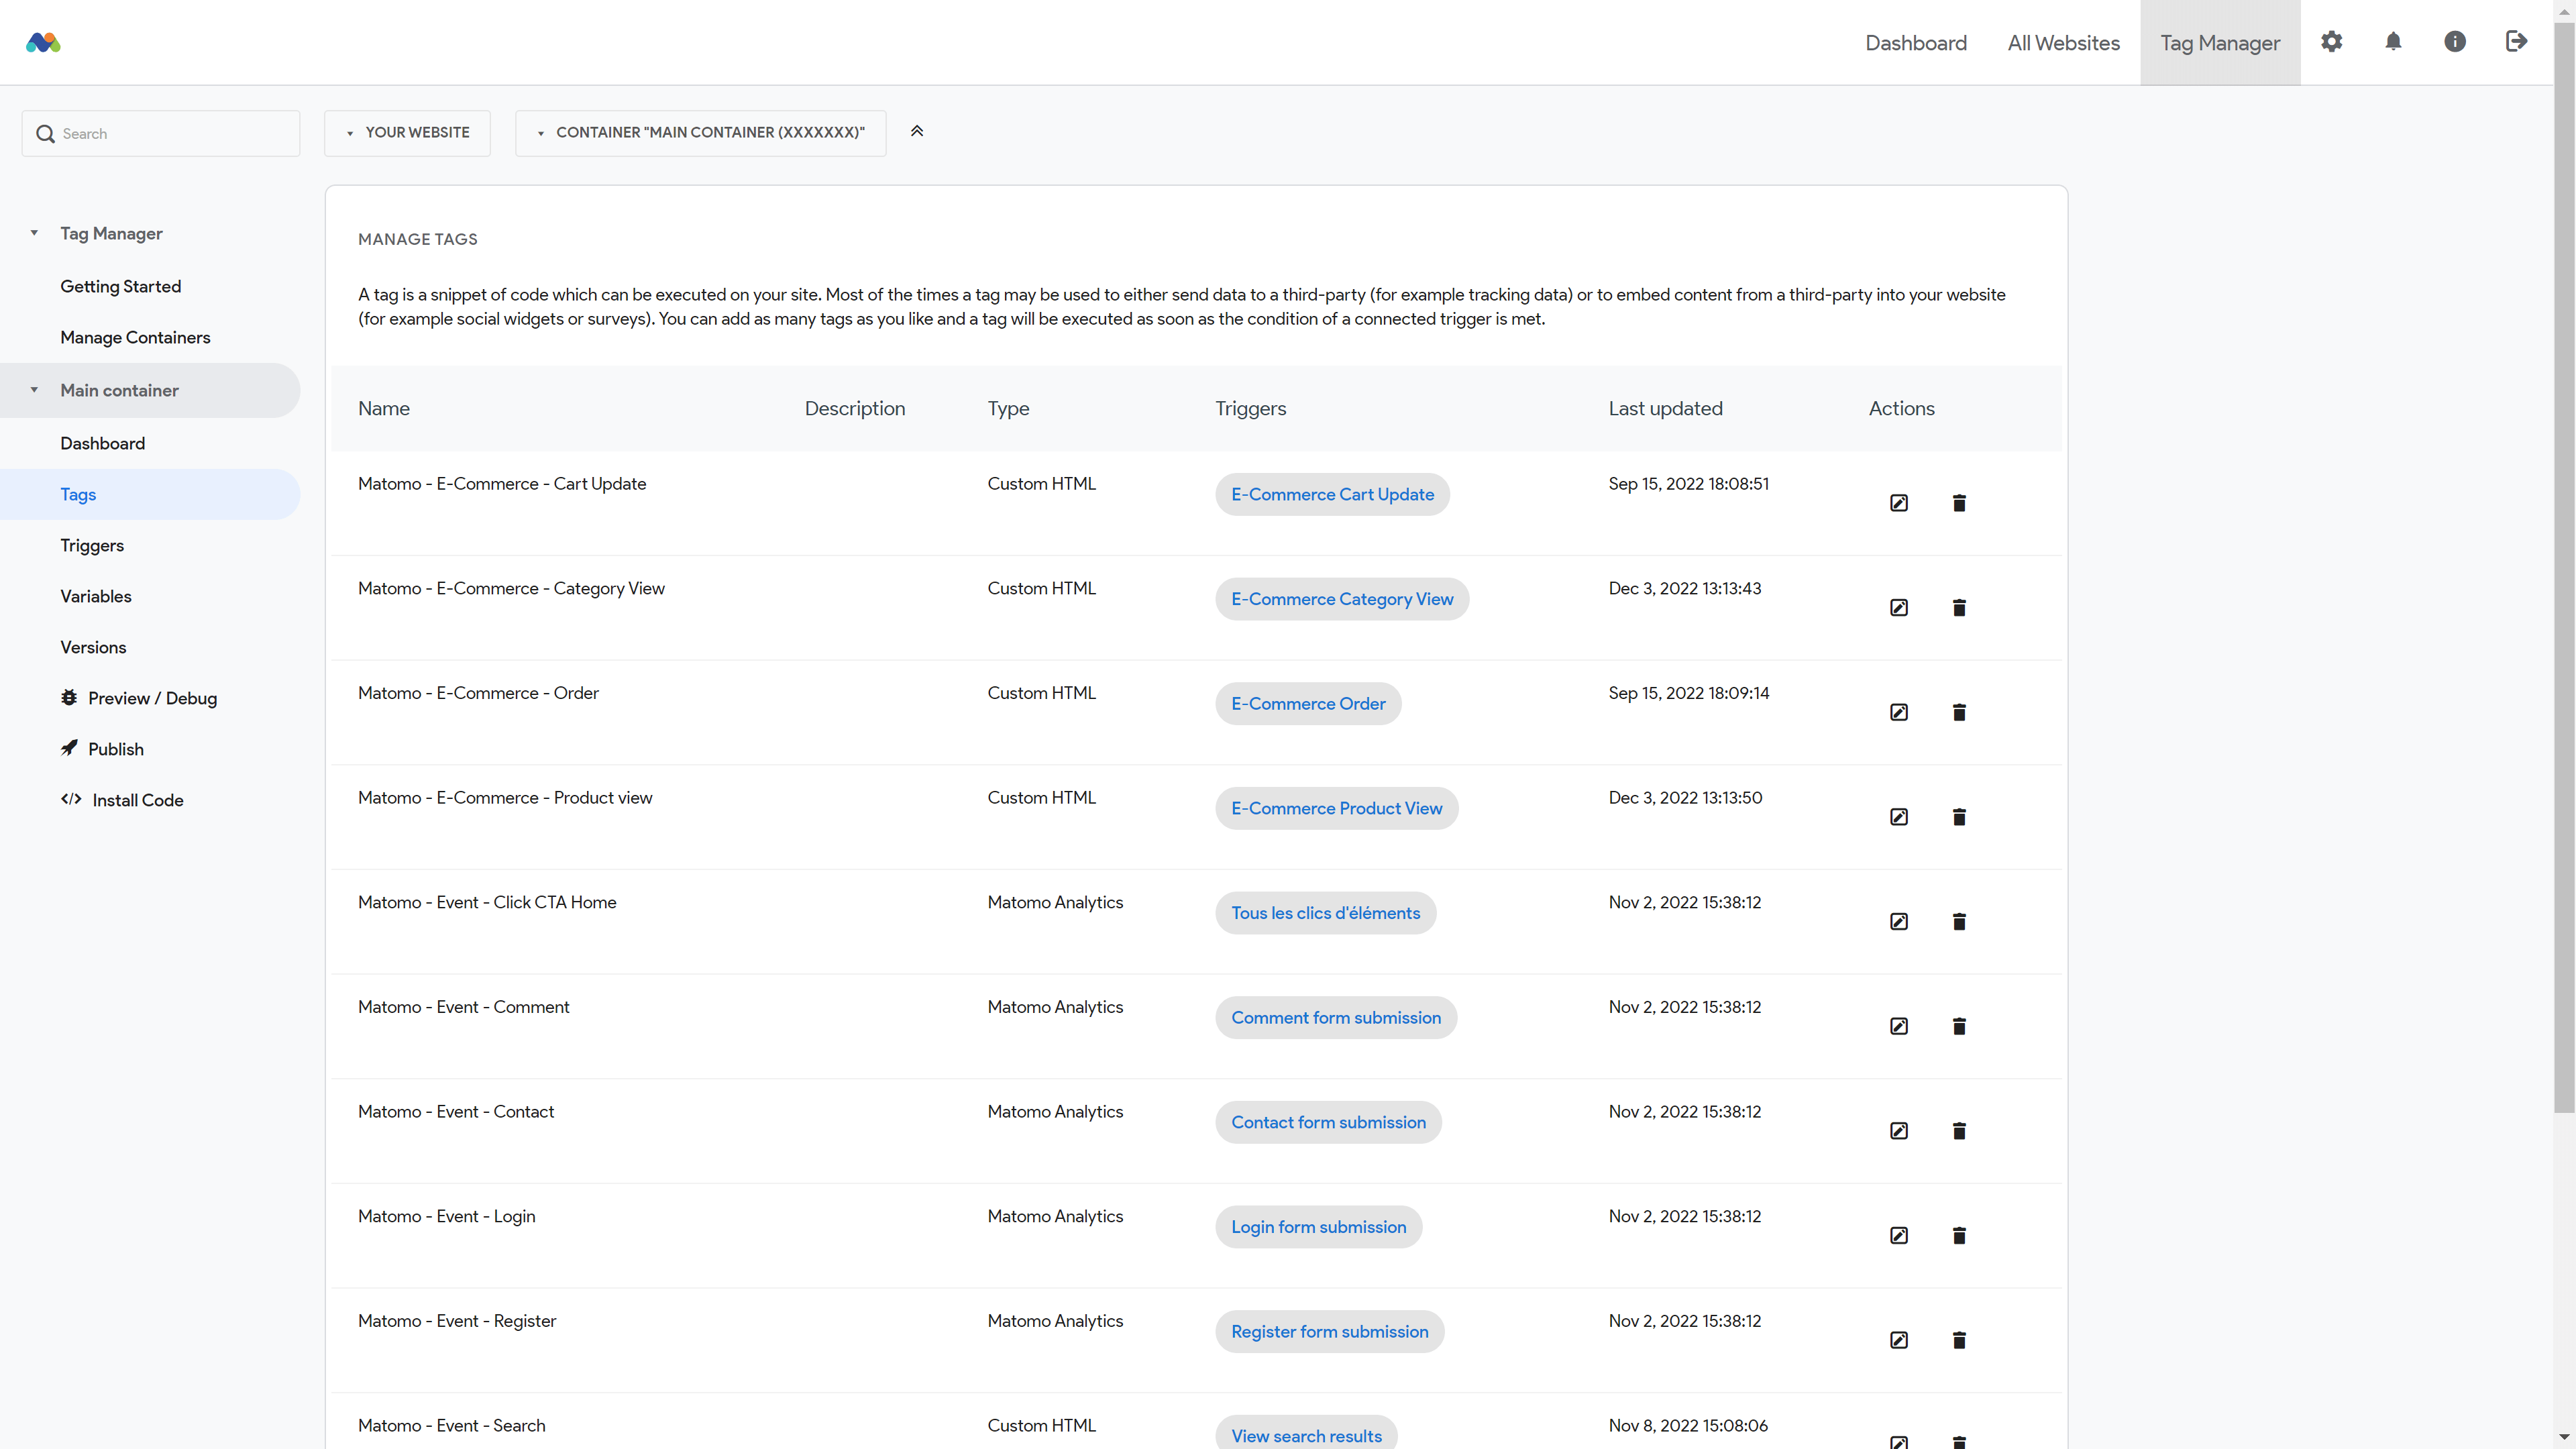 Dashboard All Websites Tag Manager
Search
YOUR WEBSITE
CONTAINER "MAIN CONTAINER (XXXXXXX)"
Tag Manager
Getting Started
Manage Containers
Main container
Dashboard
Tags
Triggers
Variables
Versions
Preview / Debug
Publish
Install Code
MANAGE TAGS
A tag is a snippet of code which can be executed on your site. Most of the times a tag may be used to either send data to a third-party (for example tracking data) or to embed content from a third-party into your website
(for example social widgets or surveys). You can add as many tags as you like and a tag will be executed as soon as the condition of a connected trigger is met.
Name Description Type Triggers Last updated Actions
Matomo - E-Commerce - Cart Update Custom HTML E-Commerce Cart Update Sep 15, 2022 18:08:51
Matomo - E-Commerce - Category View Custom HTML E-Commerce Category View Dec 3, 2022 13:13:43
Matomo - E-Commerce - Order Custom HTML E-Commerce Order Sep 15, 2022 18:09:14
Matomo - E-Commerce - Product view Custom HTML E-Commerce Product View Dec 3, 2022 13:13:50
Matomo - Event - Click CTA Home Matomo Analytics Tous les clics d'éléments Nov 2, 2022 15:38:12
Matomo - Event - Comment Matomo Analytics Comment form submission Nov 2, 2022 15:38:12
Matomo - Event - Contact Matomo Analytics Contact form submission Nov 2, 2022 15:38:12
Matomo - Event - Login Matomo Analytics Login form submission Nov 2, 2022 15:38:12
Matomo - Event - Register Matomo Analytics Register form submission Nov 2, 2022 15:38:12
Matomo - Event - Search Custom HTML View search results Nov 8, 2022 15:08:06